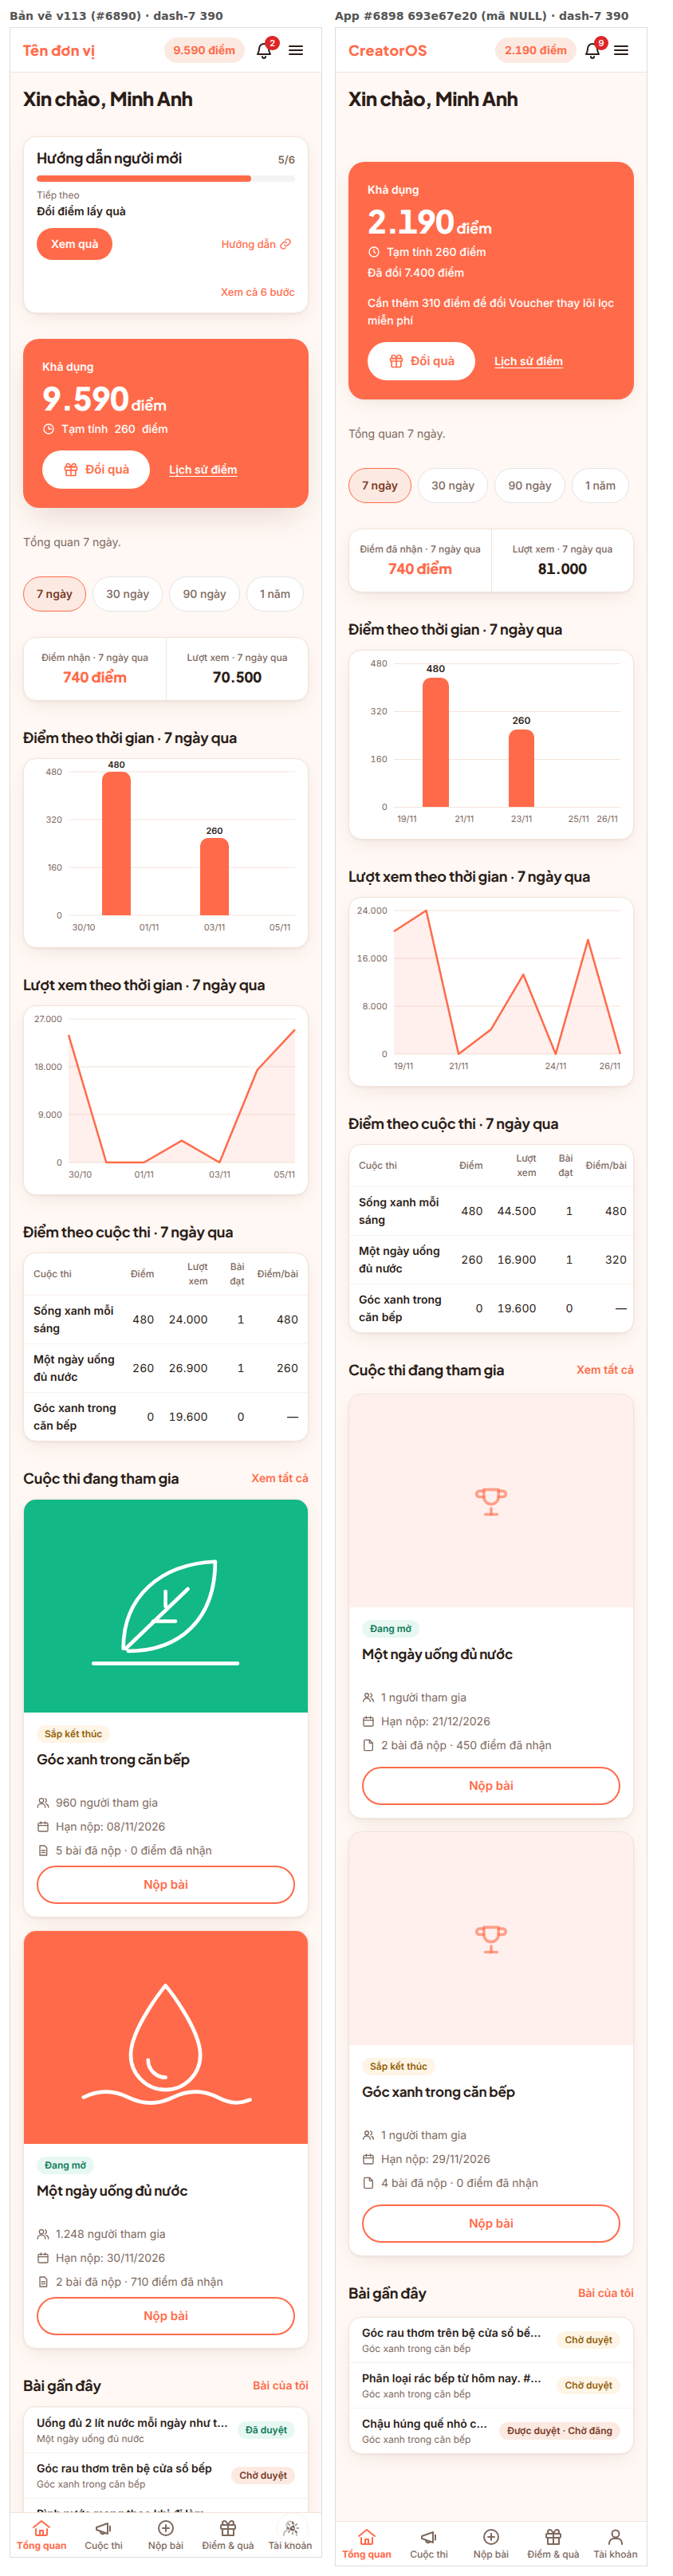 Bản vẽ v113 (#6890) · dash-7 390
Tên đơn vị
9.590 điểm
2
Xin chào, Minh Anh
Hướng dẫn người mới
5/6
Tiếp theo
Đổi điểm lấy quà
Xem quà
Hướng dẫn
Xem cả 6 bước
Khả dụng
9.590 điểm
Tạm tính 260 điểm
Đổi quà
Lịch sử điểm
Tổng quan 7 ngày.
7 ngày
30 ngày
90 ngày
1 năm
Điểm nhận · 7 ngày qua
740 điểm
Lượt xem · 7 ngày qua
70.500
Điểm theo thời gian · 7 ngày qua
480
480
320
260
160
0
30/10
01/11
03/11
05/11
Lượt xem theo thời gian · 7 ngày qua
27.000
18.000
9.000
0
30/10
01/11
03/11
05/11
Điểm theo cuộc thi · 7 ngày qua
Cuộc thi Điểm Lượt xem Bài đạt Điểm/bài
Sống xanh mỗi sáng 480 24.000 1 480
Một ngày uống đủ nước 260 26.900 1 260
Góc xanh trong căn bếp 0 19.600 0 —
Cuộc thi đang tham gia
Xem tất cả
Sắp kết thúc
Góc xanh trong căn bếp
960 người tham gia
Hạn nộp: 08/11/2026
5 bài đã nộp · 0 điểm đã nhận
Nộp bài
Đang mở
Một ngày uống đủ nước
1.248 người tham gia
Hạn nộp: 30/11/2026
2 bài đã nộp · 710 điểm đã nhận
Nộp bài
Bài gần đây
Bài của tôi
Uống đủ 2 lít nước mỗi ngày như t...
Đã duyệt
Một ngày uống đủ nước
Góc rau thơm trên bệ cửa sổ bếp
Chờ duyệt
Góc xanh trong căn bếp
Tổng quan
Cuộc thi
Nộp bài
Điểm & quà
Tài khoản
App #6898 693e67e20 (mã NULL) · dash-7 390
CreatorOS
2.190 điểm
9
Xin chào, Minh Anh
Khả dụng
2.190 điểm
Tạm tính 260 điểm
Đã đổi 7.400 điểm
Cần thêm 310 điểm để đổi Voucher thay lõi lọc
miễn phí
Đổi quà
Lịch sử điểm
Tổng quan 7 ngày.
7 ngày
30 ngày
90 ngày
1 năm
Điểm đã nhận · 7 ngày qua
740 điểm
Lượt xem · 7 ngày qua
81.000
Điểm theo thời gian · 7 ngày qua
480
480
320
260
160
0
19/11
21/11
23/11
25/11
26/11
Lượt xem theo thời gian · 7 ngày qua
24.000
16.000
8.000
0
19/11
21/11
24/11
26/11
Điểm theo cuộc thi · 7 ngày qua
Cuộc thi Điểm Lượt xem Bài đạt Điểm/bài
Sống xanh mỗi sáng 480 44.500 1 480
Một ngày uống đủ nước 260 16.900 1 320
Góc xanh trong căn bếp 0 19.600 0 —
Cuộc thi đang tham gia
Xem tất cả
Đang mở
Một ngày uống đủ nước
1 người tham gia
Hạn nộp: 21/12/2026
2 bài đã nộp · 450 điểm đã nhận
Nộp bài
Sắp kết thúc
Góc xanh trong căn bếp
1 người tham gia
Hạn nộp: 29/11/2026
4 bài đã nộp · 0 điểm đã nhận
Nộp bài
Bài gần đây
Bài của tôi
Góc rau thơm trên bệ cửa sổ bế...
Chờ duyệt
Góc xanh trong căn bếp
Phân loại rác bếp từ hôm nay. #...
Chờ duyệt
Góc xanh trong căn bếp
Chậu húng quế nhỏ c...
Được duyệt · Chờ đăng
Góc xanh trong căn bếp
Tổng quan
Cuộc thi
Nộp bài
Điểm & quà
Tài khoản